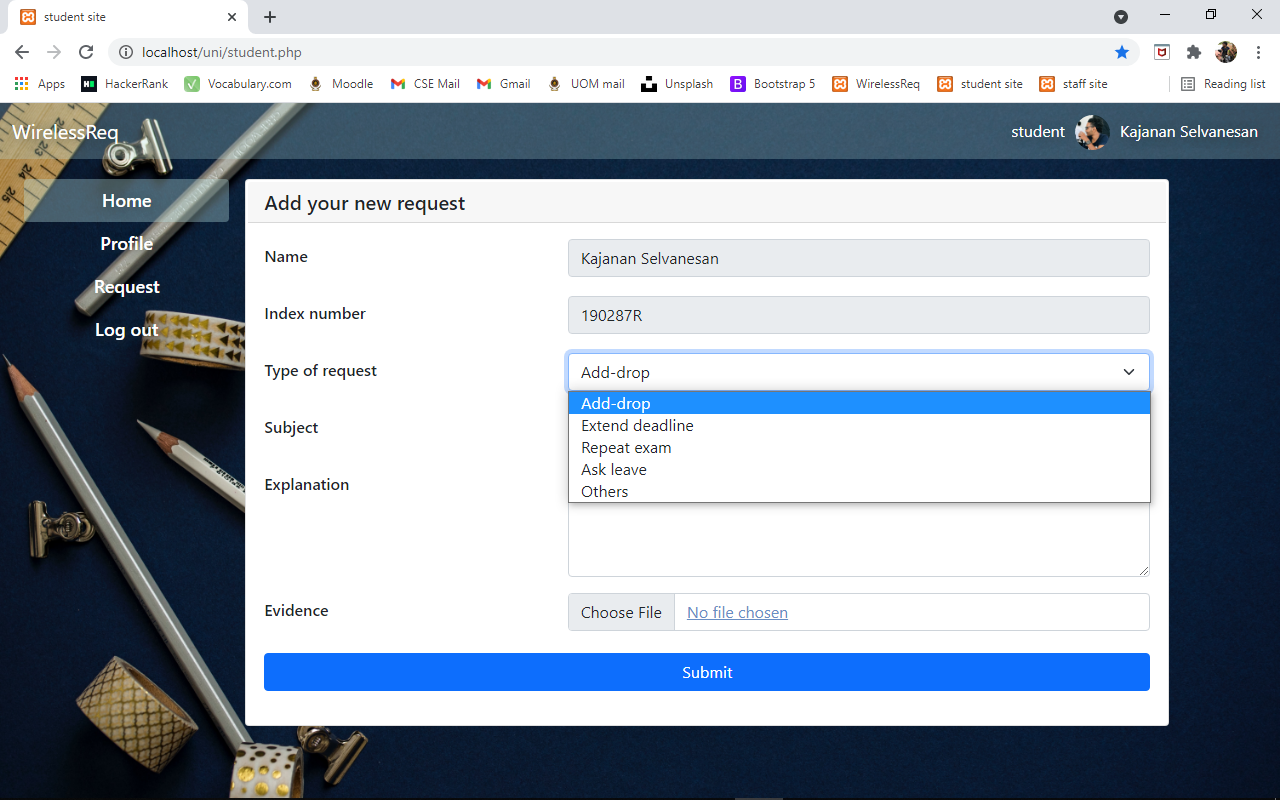 student site
localhost/uni/student.php
Apps HackerRank Vocabulary.com Moodle CSE Mail Gmail UOM mail Unsplash Bootstrap 5 WirelessReq student site staff site Reading list
WirelessReq student Kajanan Selvanesan
Home
Profile
Request
Log out
Add your new request
Name Kajanan Selvanesan
Index number 190287R
Type of request Add-drop
Add-drop
Extend deadline
Repeat exam
Ask leave
Others
Subject
Explanation
Evidence Choose File No file chosen
Submit